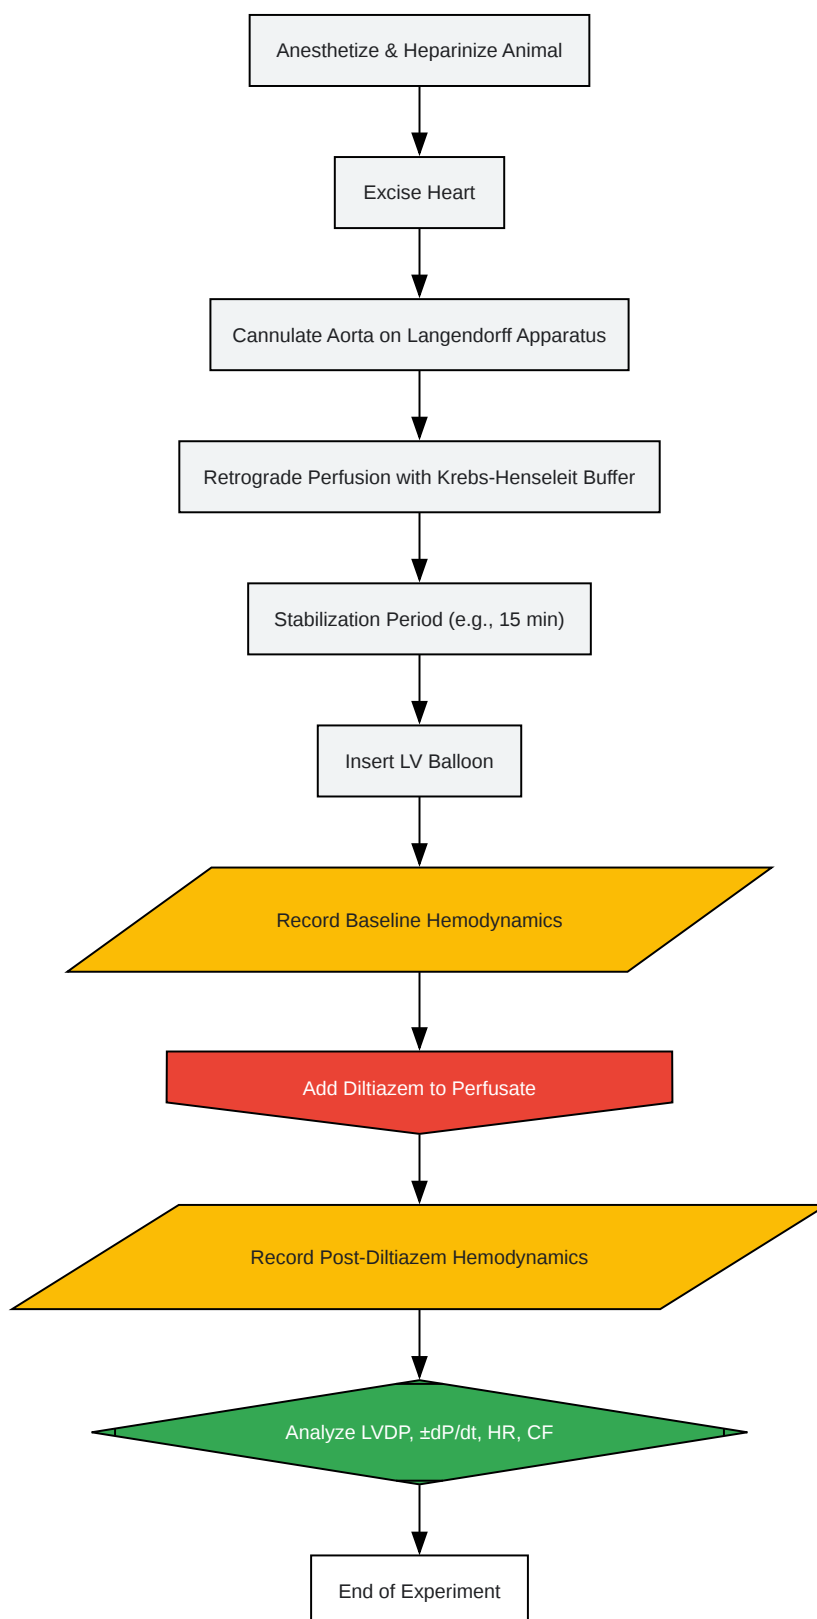 Anesthetize & Heparinize Animal
Excise Heart
Cannulate Aorta on Langendorff Apparatus
Retrograde Perfusion with Krebs-Henseleit Buffer
Stabilization Period (e.g., 15 min)
Insert LV Balloon
Record Baseline Hemodynamics
Add Diltiazem to Perfusate
Record Post-Diltiazem Hemodynamics
Analyze LVDP, ±dP/dt, HR, CF
End of Experiment